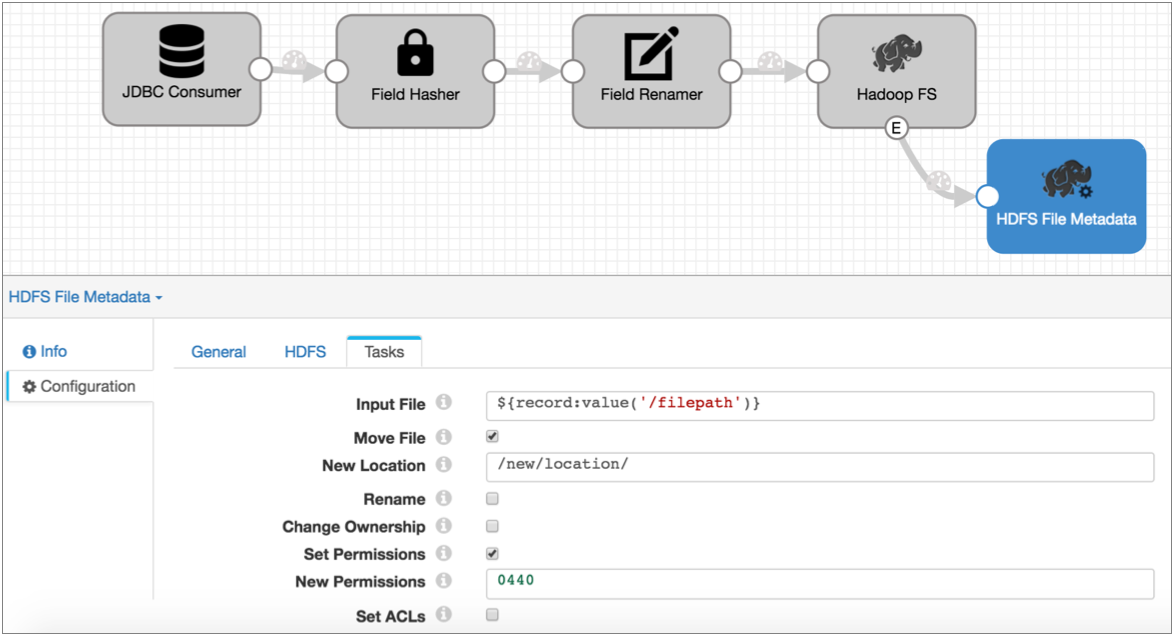 JDBC Consumer
Field Hasher
Field Renamer
Hadoop FS
E
HDFS File Metadata
HDFS File Metadata
Info
Configuration
General HDFS Tasks
Input File ${record:value('/filepath')}
Move File
New Location /new/location/
Rename
Change Ownership
Set Permissions
New Permissions 0440
Set ACLs